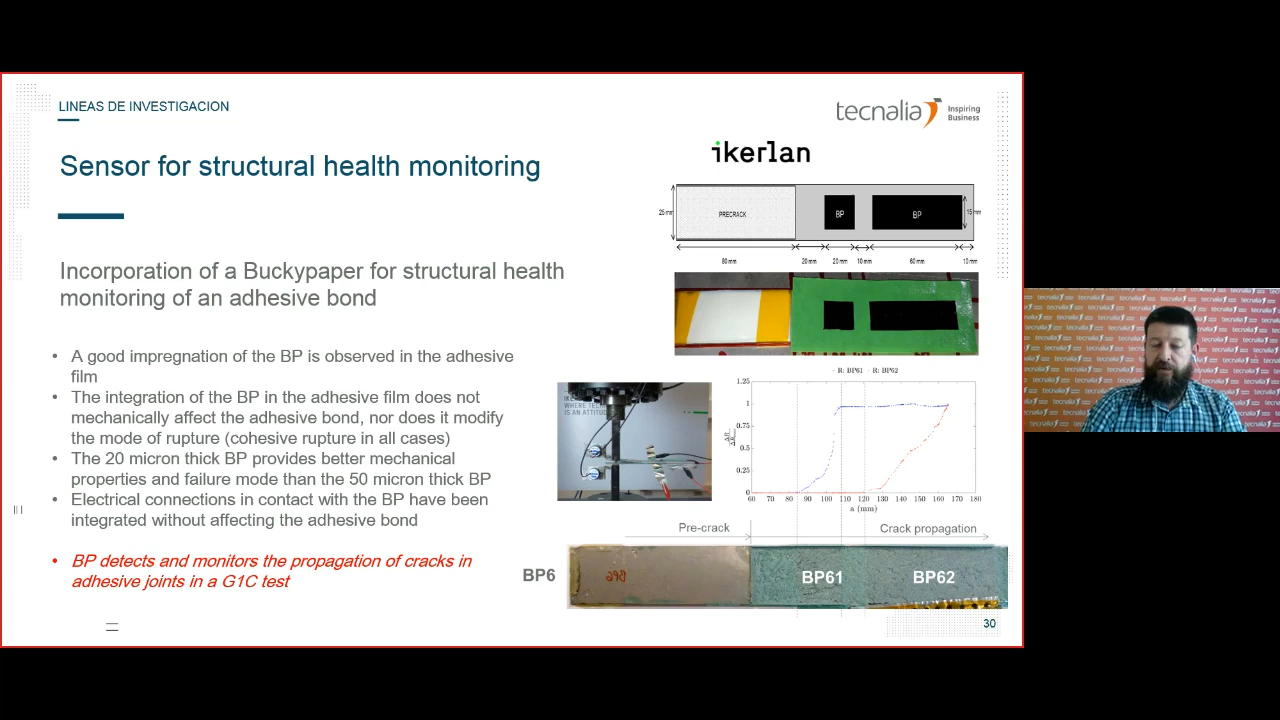 LINEAS DE INVESTIGACION
tecnalia Inspiring
Business
Sensor for structural health monitoring
ikerlan
25 mm
PRECRACK
BP
BP
15 mm
80 mm
20 mm
20 mm
10 mm
60 mm
10 mm
Incorporation of a Buckypaper for structural health
monitoring of an adhesive bond
• A good impregnation of the BP is observed in the adhesive
film
• The integration of the BP in the adhesive film does not
mechanically affect the adhesive bond, nor does it modify
the mode of rupture (cohesive rupture in all cases)
• The 20 micron thick BP provides better mechanical
properties and failure mode than the 50 micron thick BP
• Electrical connections in contact with the BP have been
integrated without affecting the adhesive bond
• BP detects and monitors the propagation of cracks in
adhesive joints in a G1C test
WHERE TECH
IS AN ATTITUDE
· R: BP61 · R: BP62
1.25
1
0.75
0.5
0.25
0
60 70 80 90 100 110 120 130 140 150 160 170 180
a (mm)
Pre-crack
Crack propagation
BP6
BP6
BP61
BP62
30
tecnalia